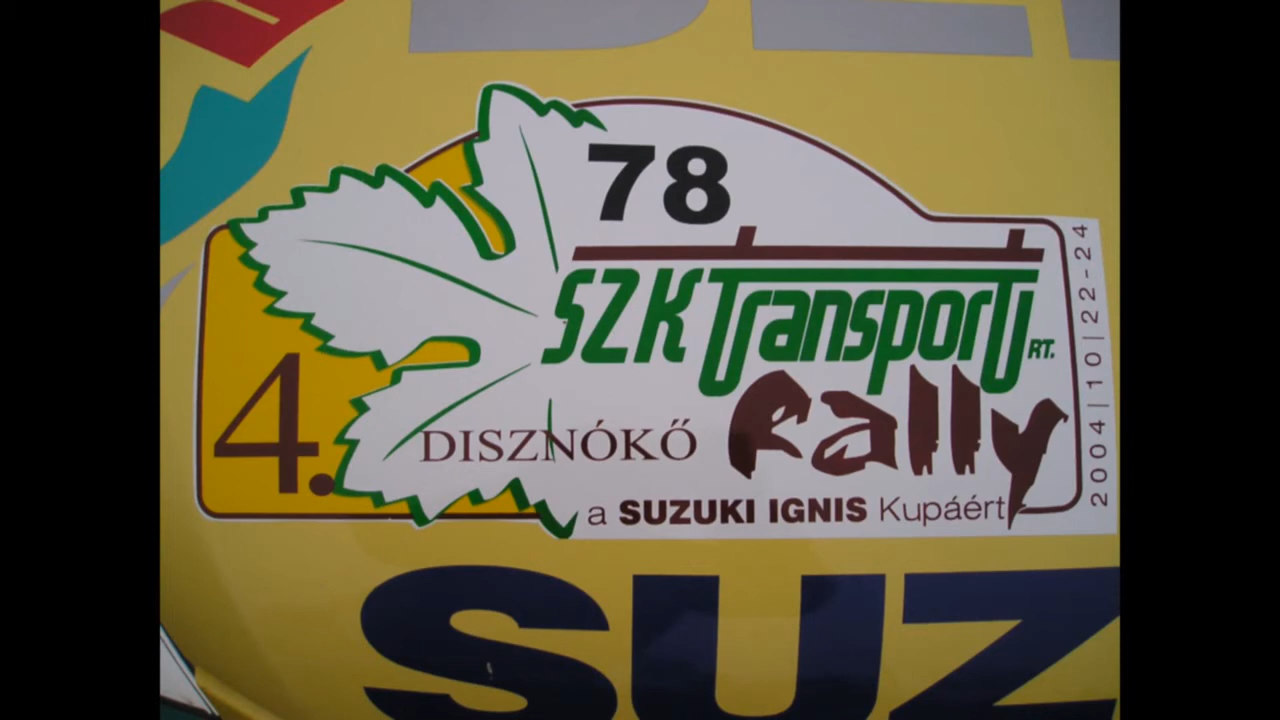 78
SZK Transport RT.
4.
DISZNÓKŐ Rally
a SUZUKI IGNIS Kupáért
2004|10|22-24
SUZ